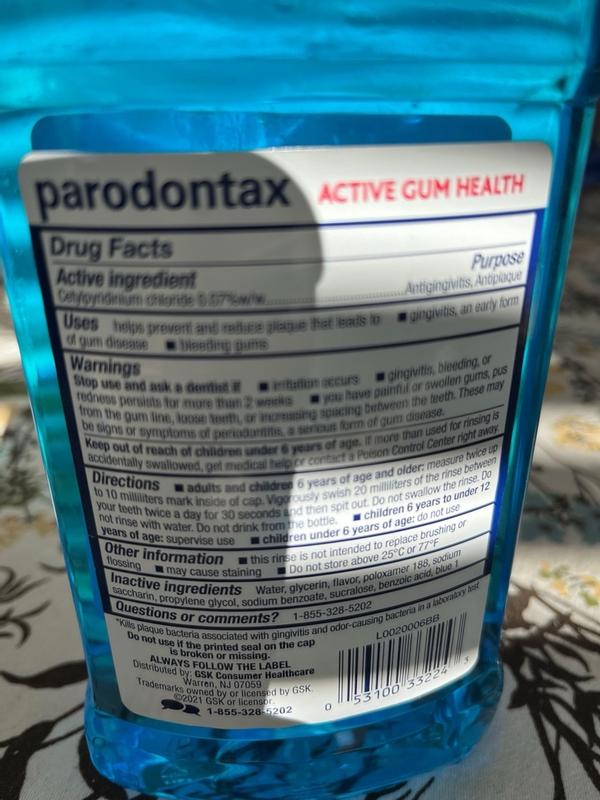 parodontax ACTIVE GUM HEALTH
Drug Facts
Active ingredient Purpose
Cetylpyridinium chloride 0.07%w/w..........Antigingivitis, Antiplaque
Uses helps prevent and reduce plaque that leads to ■ gingivitis, an early form
of gum disease ■ bleeding gums
Warnings
Stop use and ask a dentist if ■ irritation occurs ■ gingivitis, bleeding, or
redness persists for more than 2 weeks ■ you have painful or swollen gums, pus
from the gum line, loose teeth, or increasing spacing between the teeth. These may
be signs or symptoms of periodontitis, a serious form of gum disease.
Keep out of reach of children under 6 years of age. If more than used for rinsing is
accidentally swallowed, get medical help or contact a Poison Control Center right away.
Directions ■ adults and children 6 years of age and older: measure twice up
to 10 milliliters mark inside of cap. Vigorously swish 20 milliliters of the rinse between
your teeth twice a day for 30 seconds and then spit out. Do not swallow the rinse. Do
not rinse with water. Do not drink from the bottle. ■ children 6 years to under 12
years of age: supervise use ■ children under 6 years of age: do not use
Other information ■ this rinse is not intended to replace brushing or
flossing ■ may cause staining ■ Do not store above 25°C or 77°F
Inactive ingredients Water, glycerin, flavor, poloxamer 188, sodium
saccharin, propylene glycol, sodium benzoate, sucralose, benzoic acid, blue 1
Questions or comments? 1-855-328-5202
*Kills plaque bacteria associated with gingivitis and odor-causing bacteria in a laboratory test
Do not use if the printed seal on the cap
is broken or missing.
ALWAYS FOLLOW THE LABEL
Distributed by: GSK Consumer Healthcare
Warren, NJ 07059
Trademarks owned by or licensed by GSK.
©2021 GSK or licensor.
1-855-328-5202
L0020006BB
0 53100 33224 3